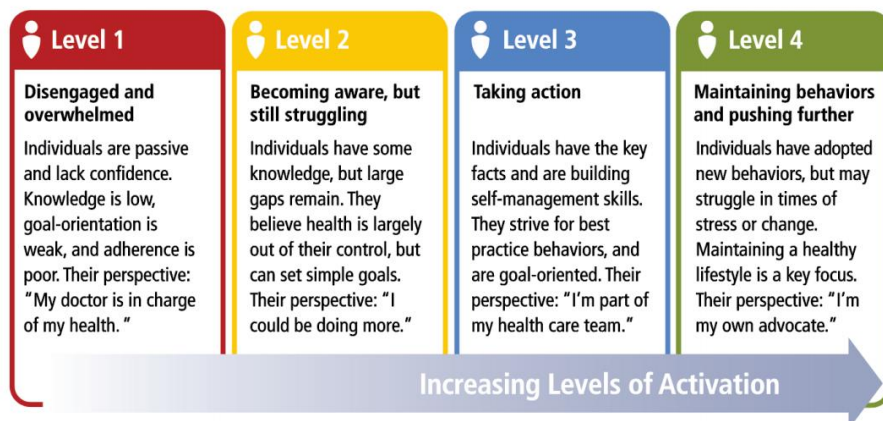 Level 1
Disengaged and
overwhelmed
Individuals are passive
and lack confidence.
Knowledge is low,
goal-orientation is
weak, and adherence is
poor. Their perspective:
“My doctor is in charge
of my health. ”
Level 2
Becoming aware, but
still struggling
Individuals have some
knowledge, but large
gaps remain. They
believe health is largely
out of their control, but
can set simple goals.
Their perspective: “I
could be doing more.”
Level 3
Taking action
Individuals have the key
facts and are building
self-management skills.
They strive for best
practice behaviors, and
are goal-oriented. Their
perspective: “I’m part of
my health care team.”
Level 4
Maintaining behaviors
and pushing further
Individuals have adopted
new behaviors, but may
struggle in times of
stress or change.
Maintaining a healthy
lifestyle is a key focus.
Their perspective: “I’m
my own advocate.”
Increasing Levels of Activation